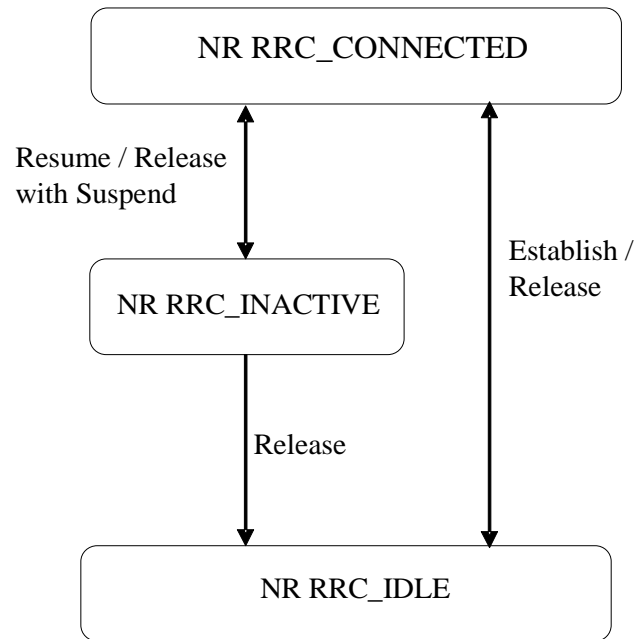 NR RRC_CONNECTED
Resume / Release
with Suspend
Establish /
Release
NR RRC_INACTIVE
Release
NR RRC_IDLE